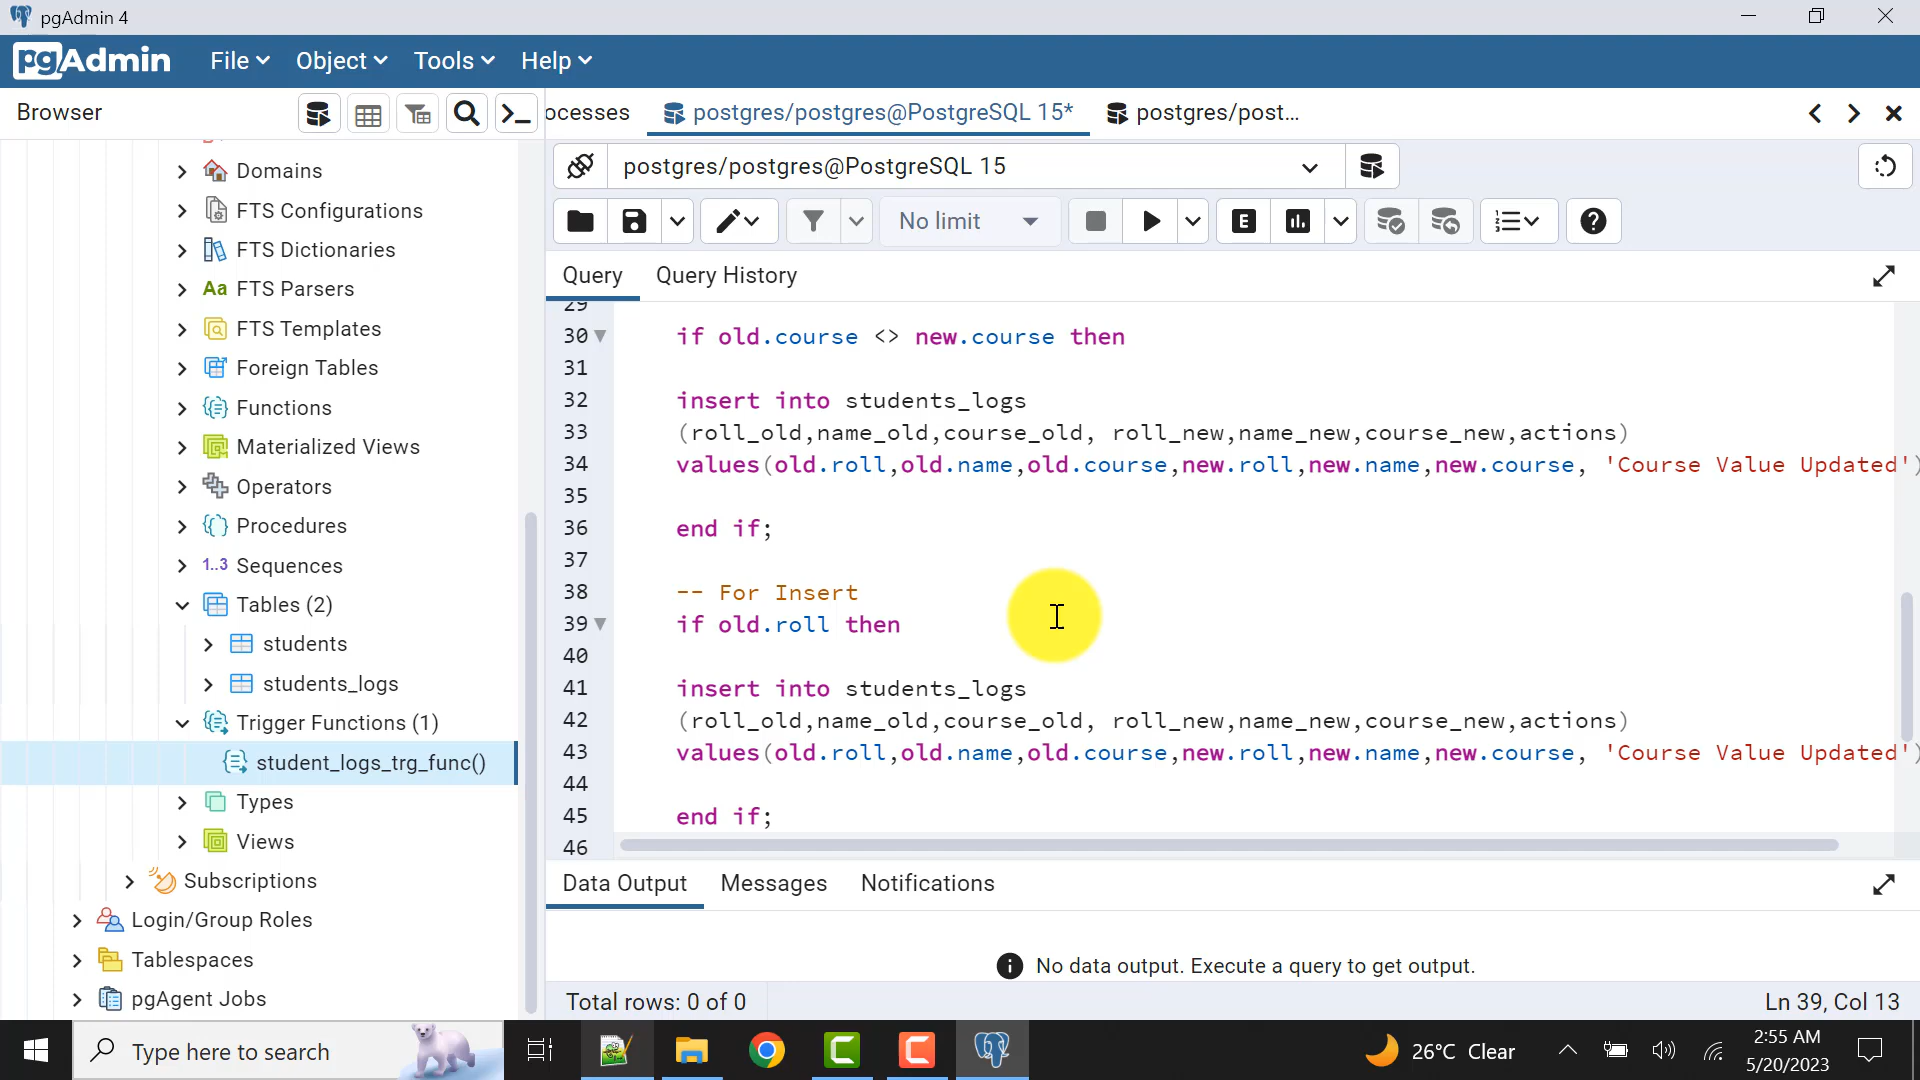 pgAdmin 4
pgAdmin File Object Tools Help
Browser
ocesses postgres/postgres@PostgreSQL 15* postgres/post...
Domains
FTS Configurations
FTS Dictionaries
Aa FTS Parsers
FTS Templates
Foreign Tables
Functions
Materialized Views
Operators
Procedures
1..3 Sequences
Tables (2)
students
students_logs
Trigger Functions (1)
student_logs_trg_func()
Types
Views
Subscriptions
Login/Group Roles
Tablespaces
pgAgent Jobs
postgres/postgres@PostgreSQL 15
No limit E
Query Query History
29
30 if old.course <> new.course then
31
32 insert into students_logs
33 (roll_old,name_old,course_old, roll_new,name_new,course_new,actions)
34 values(old.roll,old.name,old.course,new.roll,new.name,new.course, 'Course Value Updated')
35
36 end if;
37
38 -- For Insert
39 if old.roll then
40
41 insert into students_logs
42 (roll_old,name_old,course_old, roll_new,name_new,course_new,actions)
43 values(old.roll,old.name,old.course,new.roll,new.name,new.course, 'Course Value Updated')
44
45 end if;
46
Data Output Messages Notifications
No data output. Execute a query to get output.
Total rows: 0 of 0 Ln 39, Col 13
Type here to search
26°C Clear
2:55 AM
5/20/2023